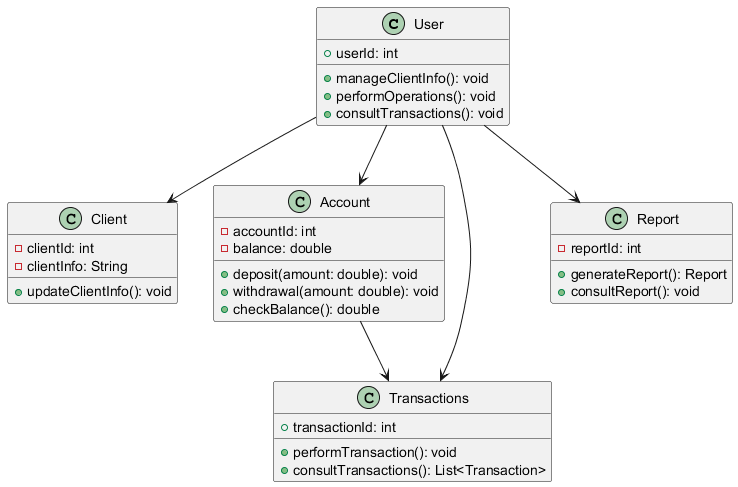 C User
userId: int
manageClientInfo(): void
performOperations(): void
consultTransactions(): void
C Client
clientId: int
clientInfo: String
updateClientInfo(): void
C Account
accountId: int
balance: double
deposit(amount: double): void
withdrawal(amount: double): void
checkBalance(): double
C Report
reportId: int
generateReport(): Report
consultReport(): void
C Transactions
transactionId: int
performTransaction(): void
consultTransactions(): List<Transaction>